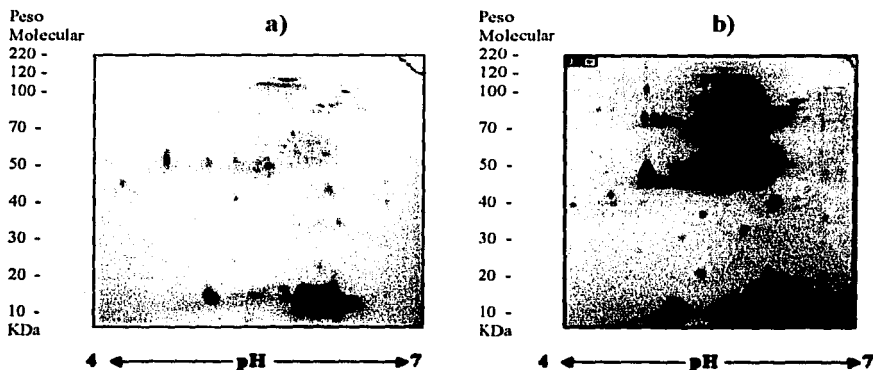 Peso
Molecular
a)
220 -
120 -
100 -
70 -
50 -
40 -
30 -
20 -
10 -
KDa
4 pH 7
Peso
Molecular
b)
220 -
120 -
100 -
70 -
50 -
40 -
30 -
20 -
10 -
KDa
4 pH 7